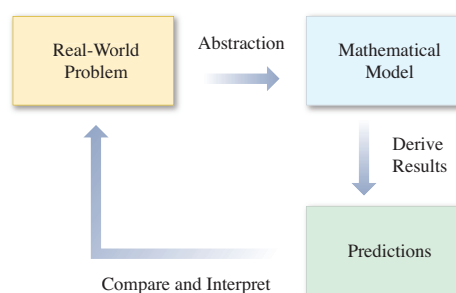 Real-World
Problem
Abstraction
Mathematical
Model
Derive
Results
Predictions
Compare and Interpret